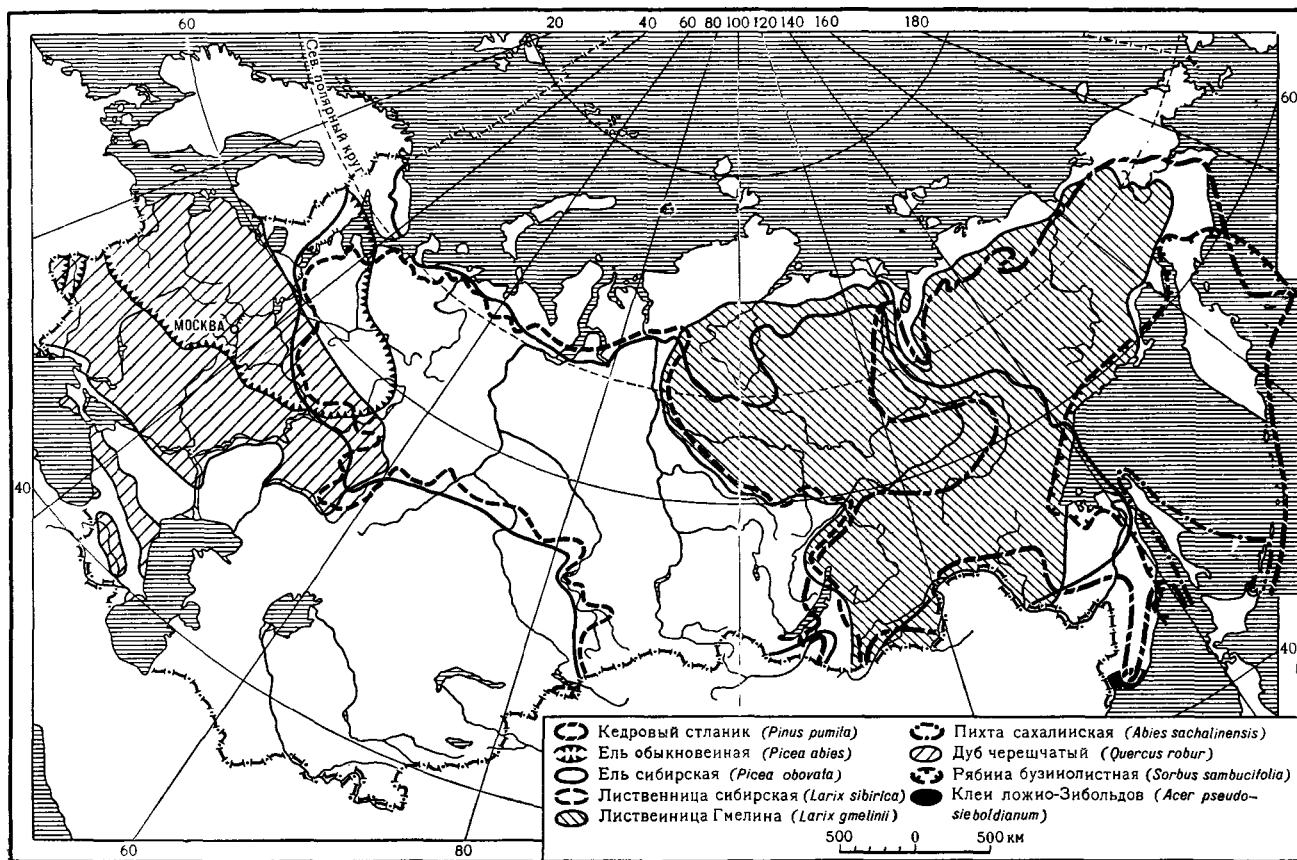 60 20 40 60 80 100 120 140 160 180
60
Сев. полярный круг
МОСКВА
40
40
60 80
Кедровый стланик (Pinus pumila)
Ель обыкновенная (Picea abies)
Ель сибирская (Picea obovata)
Лиственница сибирская (Larix sibirica)
Лиственница Гмелина (Larix gmelinii)
Пихта сахалинская (Abies sachalinensis)
Дуб черешчатый (Quercus robur)
Рябина бузинолистная (Sorbus sambucifolia)
Клен ложно-Зибольдов (Acer pseudo-
sieboldianum)
500 0 500 км